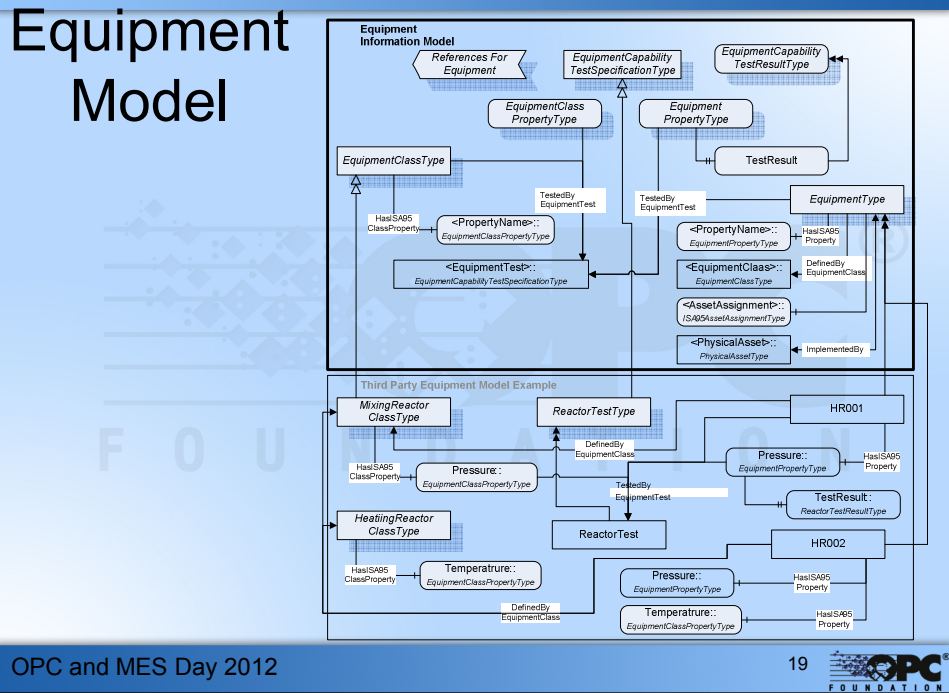 Equipment
Model
Equipment
Information Model
References For
Equipment
EquipmentCapability
TestSpecificationType
EquipmentCapability
TestResultType
EquipmentClass
PropertyType
Equipment
PropertyType
TestResult
EquipmentClassType
EquipmentType
TestedBy
EquipmentTest
TestedBy
EquipmentTest
HasISA95
ClassProperty
<PropertyName>::
EquipmentClassPropertyType
<PropertyName>::
EquipmentPropertyType
HasISA95
Property
<EquipmentTest>::
EquipmentCapabilityTestSpecificationType
<EquipmentClaas>::
EquipmentClassType
DefinedBy
EquipmentClass
<AssetAssignment>::
ISA95AssetAssignmentType
<PhysicalAsset>::
PhysicalAssetType
ImplementedBy
Third Party Equipment Model Example
MixingReactor
ClassType
ReactorTestType
HR001
DefinedBy
EquipmentClass
HasISA95
ClassProperty
Pressure::
EquipmentClassPropertyType
Pressure::
EquipmentPropertyType
HasISA95
Property
TestedBy
EquipmentTest
TestResult::
ReactorTestResultType
HeatiingReactor
ClassType
ReactorTest
HR002
HasISA95
ClassProperty
Temperatrure::
EquipmentClassPropertyType
Pressure::
EquipmentPropertyType
HasISA95
Property
DefinedBy
EquipmentClass
Temperatrure::
EquipmentClassPropertyType
HasISA95
Property
FOUNDATION
®
OPC and MES Day 2012
19
OPC®
FOUNDATION